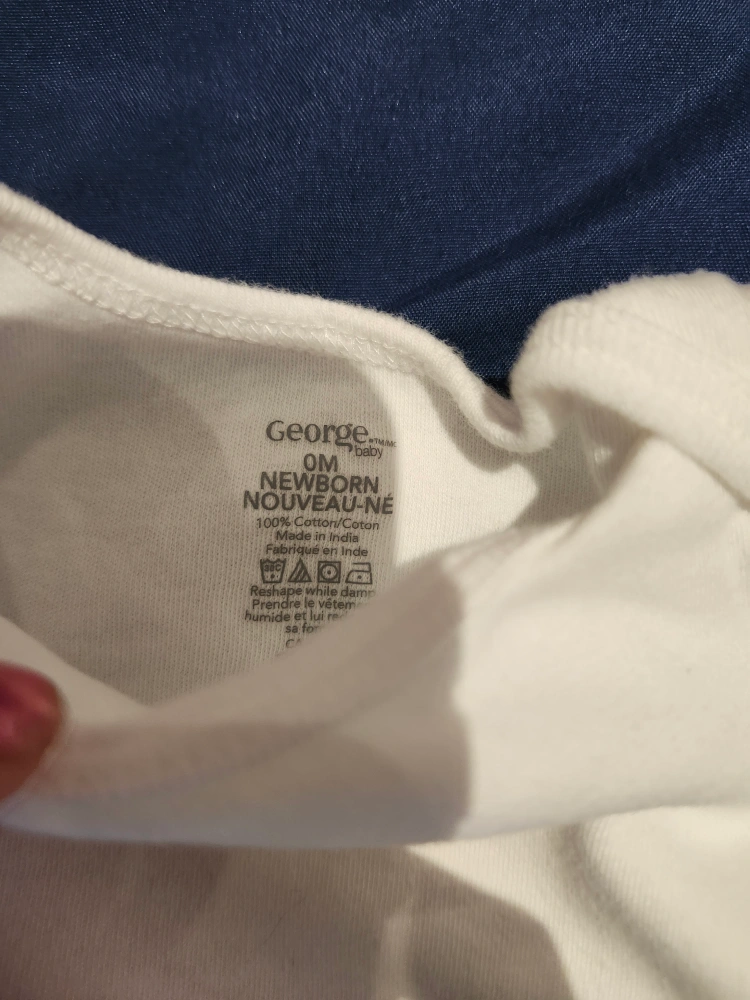 George
baby
0M
NEWBORN
NOUVEAU-NÉ
100% Cotton/Coton
Made in India
Fabriqué en Inde
Reshape while damp
Prendre le
humide et lui
sa